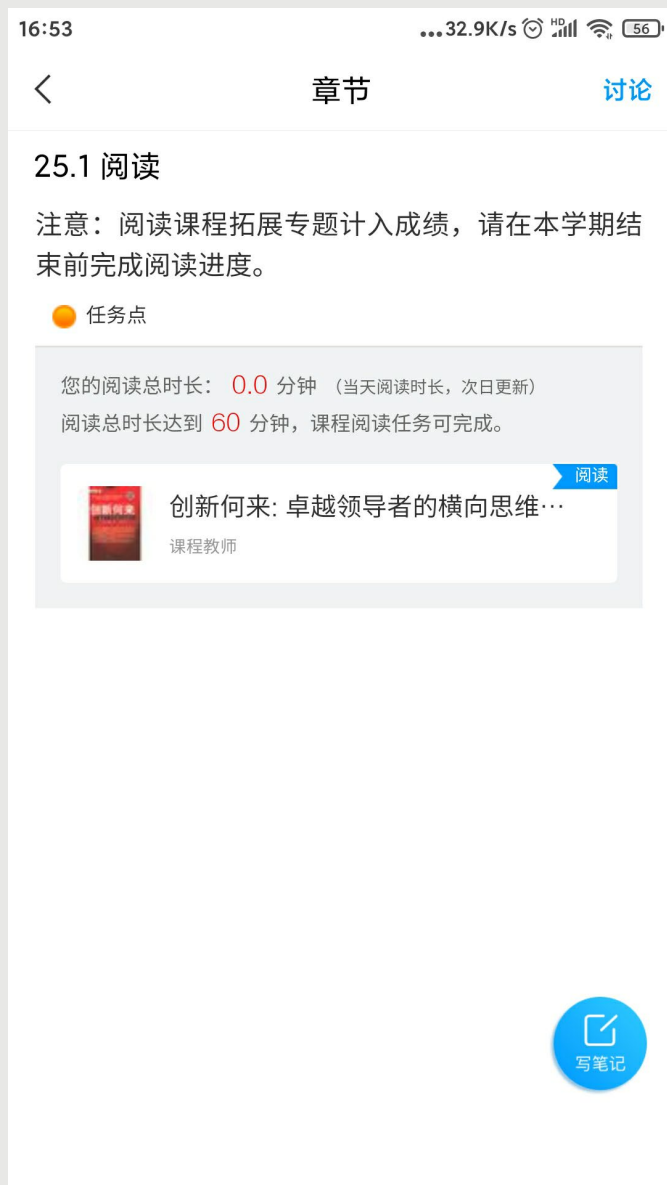 16:53
...32.9K/s HD 56
章节
讨论
25.1 阅读
注意：阅读课程拓展专题计入成绩，请在本学期结
束前完成阅读进度。
任务点
您的阅读总时长： 0.0 分钟 （当天阅读时长，次日更新）
阅读总时长达到 60 分钟，课程阅读任务可完成。
阅读
创新何来
创新何来: 卓越领导者的横向思维…
课程教师
写笔记